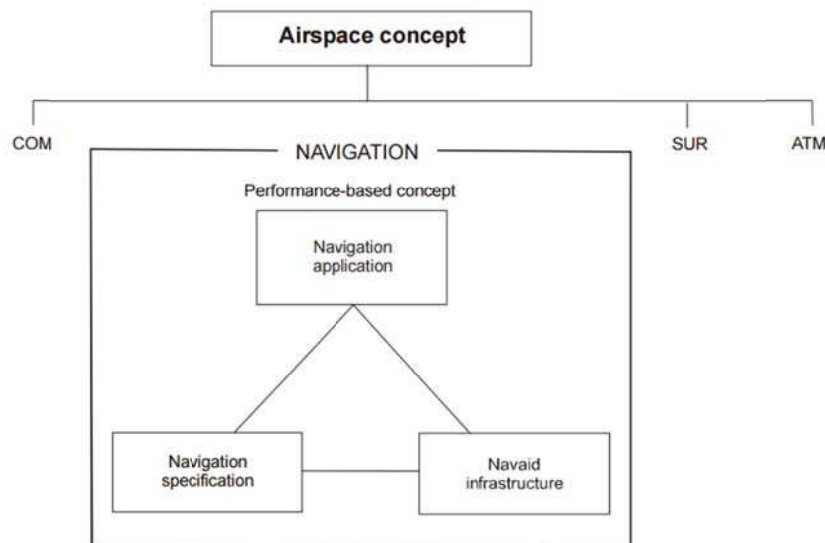 Airspace concept
COM
NAVIGATION
SUR
ATM
Performance-based concept
Navigation
application
Navigation
specification
Navaid
infrastructure